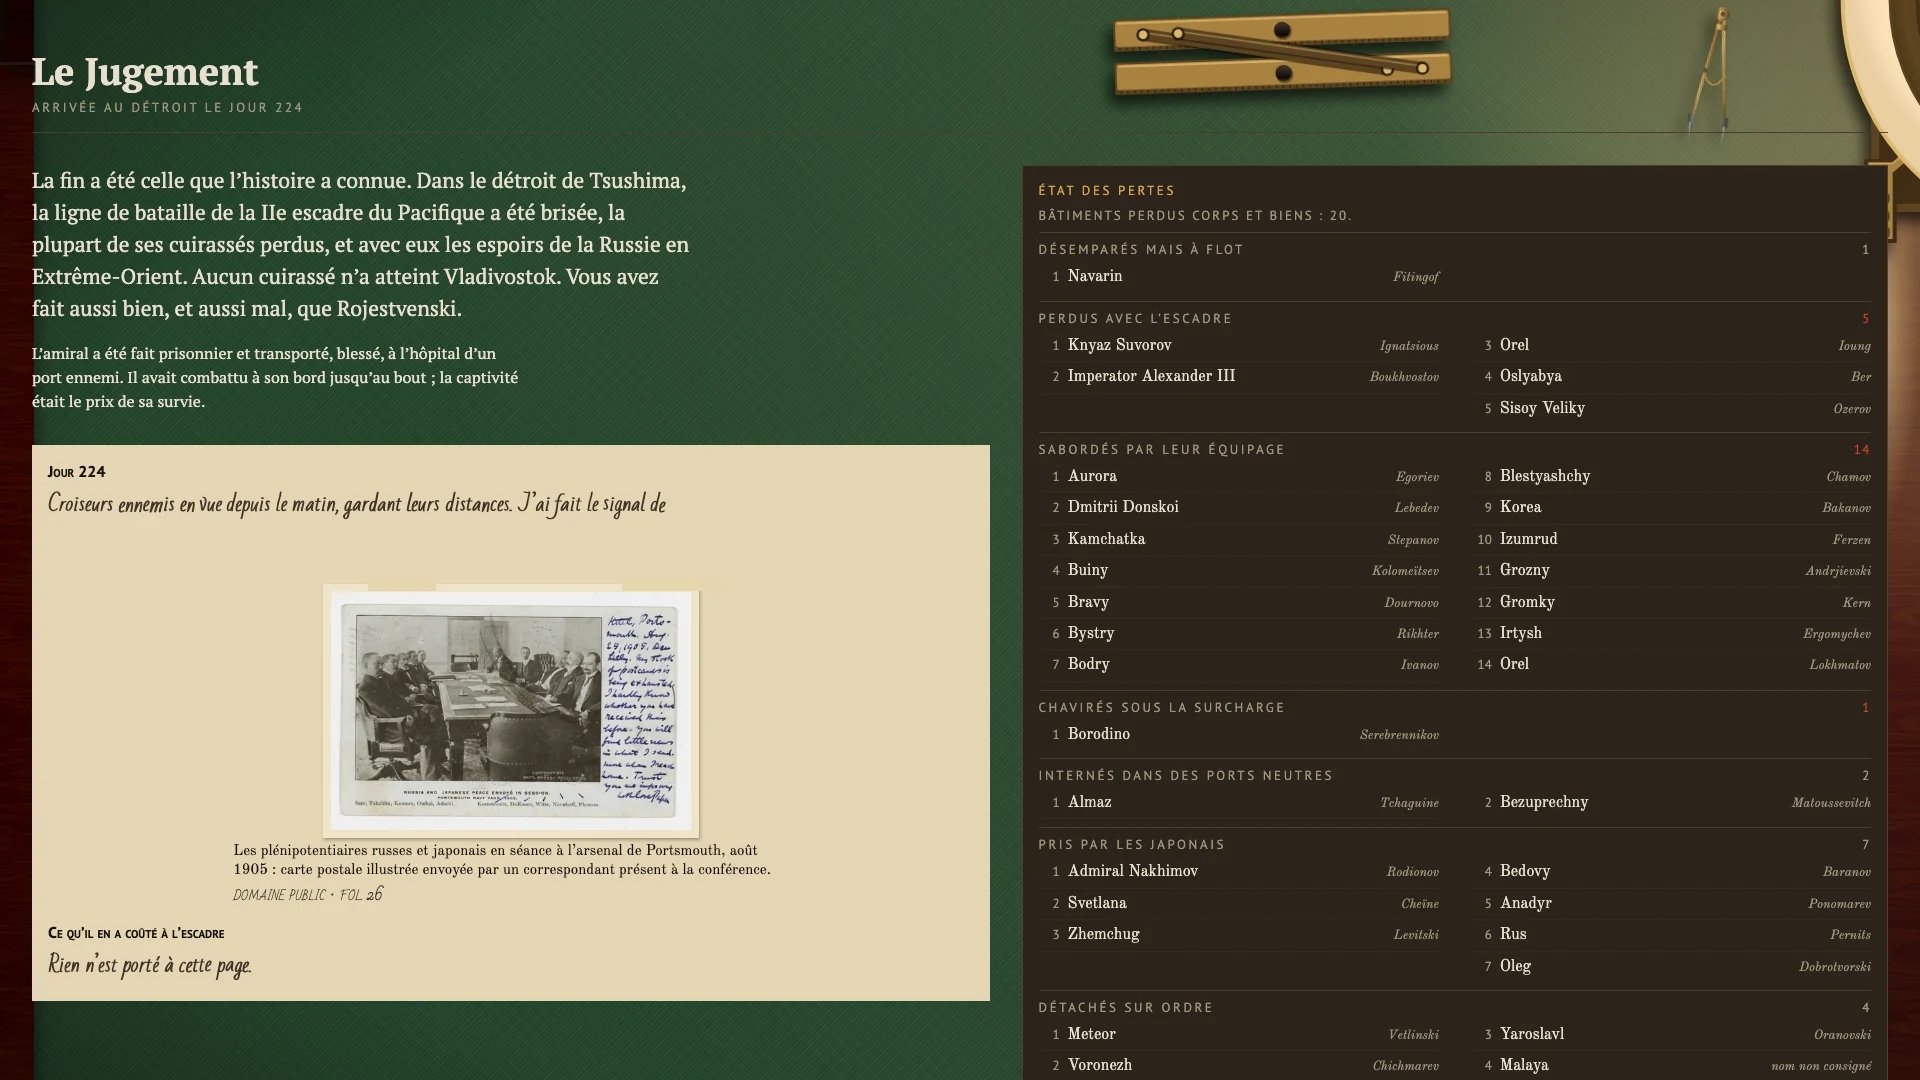 Le Jugement
ARRIVÉE AU DÉTROIT LE JOUR 224
La fin a été celle que l'histoire a connue. Dans le détroit de Tsushima,
la ligne de bataille de la IIe escadre du Pacifique a été brisée, la
plupart de ses cuirassés perdus, et avec eux les espoirs de la Russie en
Extrême-Orient. Aucun cuirassé n'a atteint Vladivostok. Vous avez
fait aussi bien, et aussi mal, que Rojestvenski.
L'amiral a été fait prisonnier et transporté, blessé, à l'hôpital d'un
port ennemi. Il avait combattu à son bord jusqu'au bout ; la captivité
était le prix de sa survie.
Jour 224
Croiseurs ennemis en vue depuis le matin, gardant leurs distances. J'ai fait le signal de
RUSSIA AND JAPANESE PEACE ENVOYS IN SESSION.
Les plénipotentiaires russes et japonais en séance à l'arsenal de Portsmouth, août
1905 : carte postale illustrée envoyée par un correspondant présent à la conférence.
DOMAINE PUBLIC • FOL. 26
Ce qu'il en a coûté à l'escadre
Rien n'est porté à cette page.
ÉTAT DES PERTES
BÂTIMENTS PERDUS CORPS ET BIENS : 20.
DÉSEMPARÉS MAIS À FLOT 1
1 Navarin Fitingof
PERDUS AVEC L'ESCADRE 5
1 Knyaz Suvorov Ignatsious
2 Imperator Alexander III Boukhvostov
3 Orel Ioung
4 Oslyabya Ber
5 Sisoy Veliky Ozerov
SABORDÉS PAR LEUR ÉQUIPAGE 14
1 Aurora Egoriev
2 Dmitrii Donskoi Lebedev
3 Kamchatka Stepanov
4 Buiny Kolomeïtsev
5 Bravy Dournovo
6 Bystry Rikhter
7 Bodry Ivanov
8 Blestyashchy Chamov
9 Korea Bakanov
10 Izumrud Ferzen
11 Grozny Andrjievski
12 Gromky Kern
13 Irtysh Ergomychev
14 Orel Lokhmatov
CHAVIRÉS SOUS LA SURCHARGE 1
1 Borodino Serebrennikov
INTERNÉS DANS DES PORTS NEUTRES 2
1 Almaz Tchaguine
2 Bezuprechny Matoussevitch
PRIS PAR LES JAPONAIS 7
1 Admiral Nakhimov Rodionov
2 Svetlana Cheïne
3 Zhemchug Levitski
4 Bedovy Baranov
5 Anadyr Ponomarev
6 Rus Pernits
7 Oleg Dobrotvorski
DÉTACHÉS SUR ORDRE 4
1 Meteor Vetlinski
2 Voronezh Chichmarev
3 Yaroslavl Oranovski
4 Malaya nom non consigné